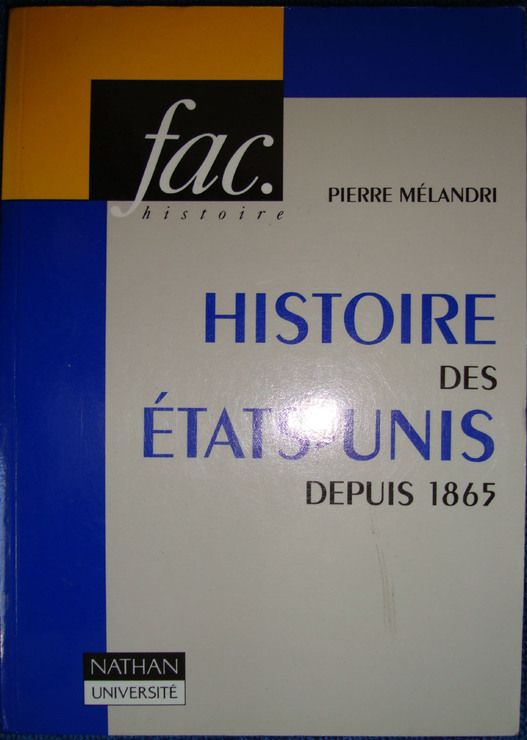 fac.
histoire
PIERRE MÉLANDRI
HISTOIRE
DES
ÉTATS-UNIS
DEPUIS 1865
NATHAN
UNIVERSITÉ